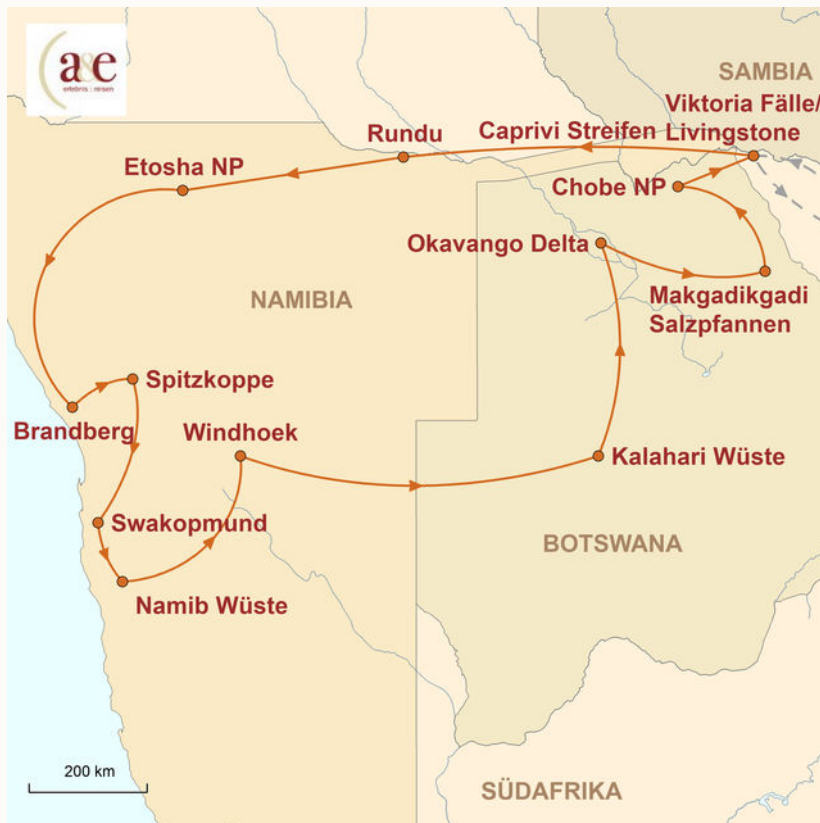 a&e
erlebnis : reisen
SAMBIA
Viktoria Fälle/
Livingstone
Caprivi Streifen
Rundu
Etosha NP
Chobe NP
Okavango Delta
Makgadikgadi
Salzpfannen
NAMIBIA
Spitzkoppe
Brandberg
Windhoek
Kalahari Wüste
Swakopmund
BOTSWANA
Namib Wüste
200 km
SÜDAFRIKA